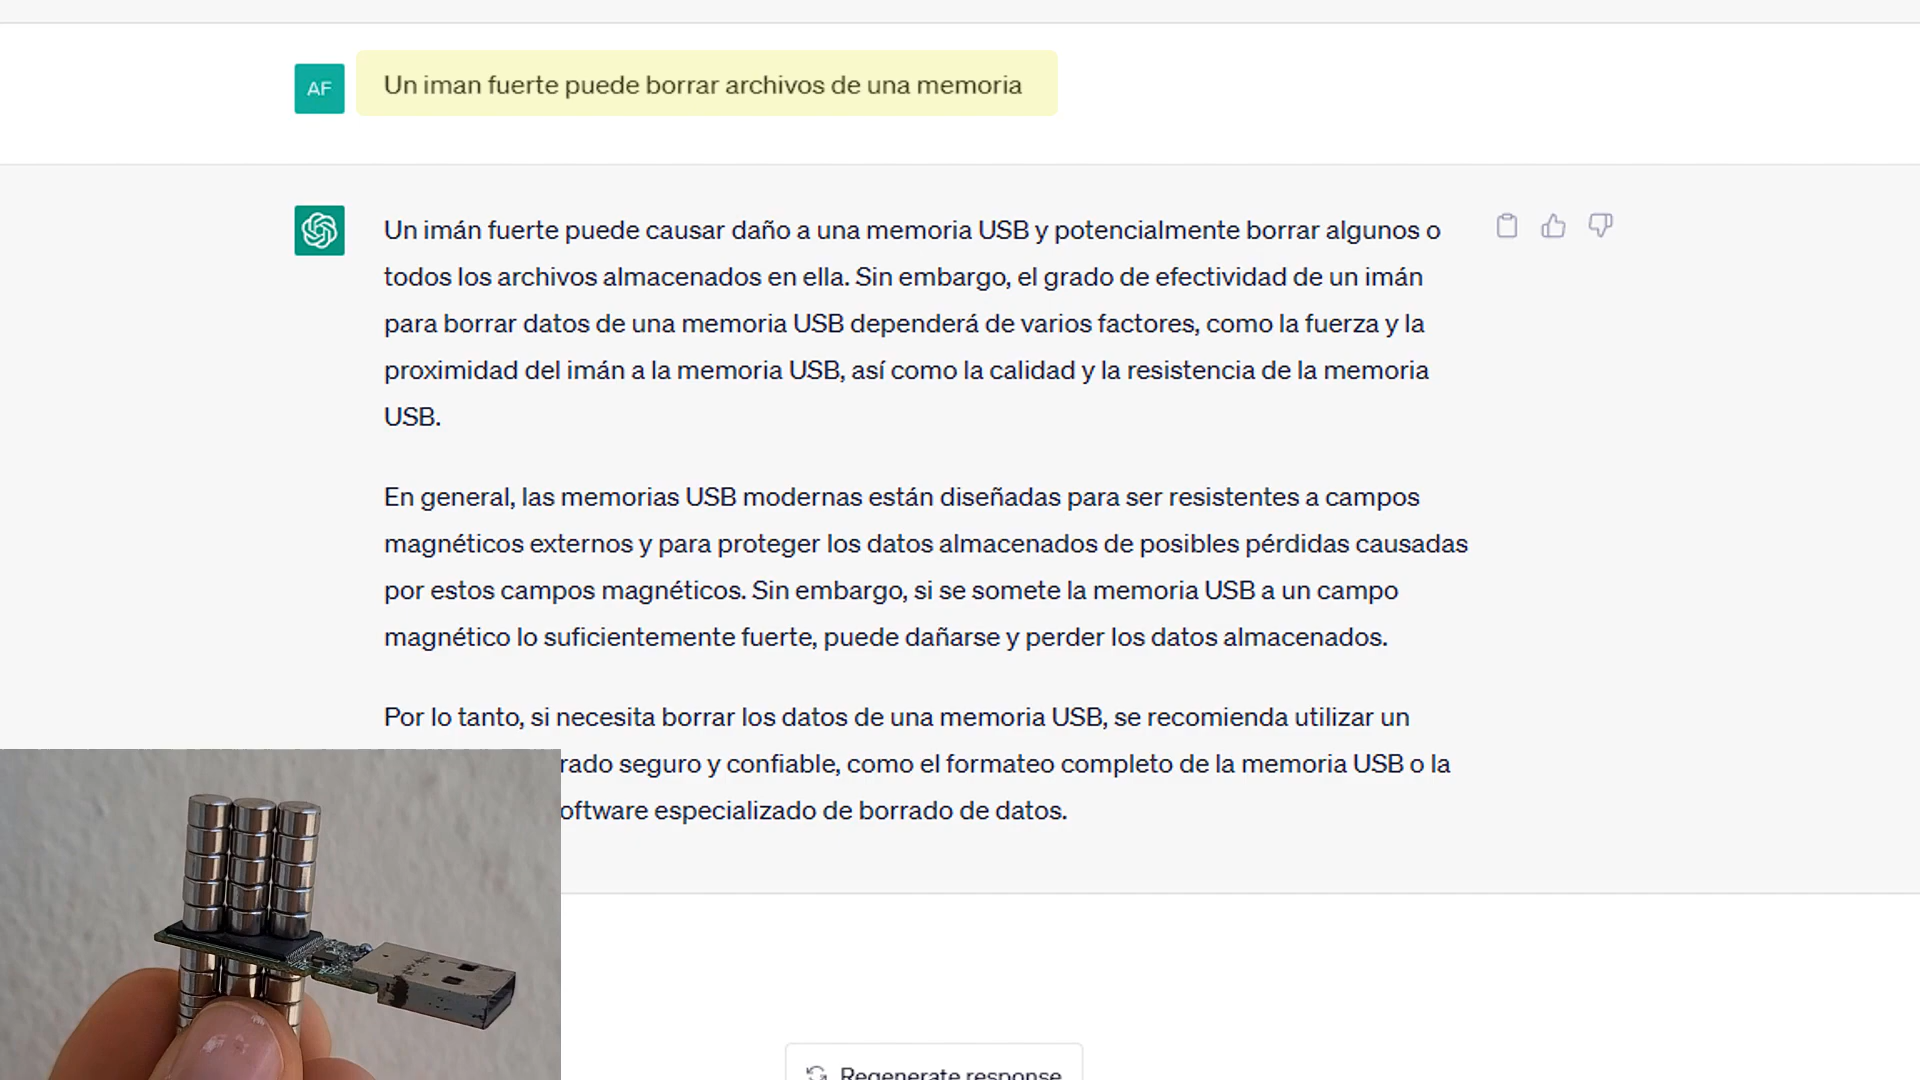 AF
Un iman fuerte puede borrar archivos de una memoria
Un imán fuerte puede causar daño a una memoria USB y potencialmente borrar algunos o
todos los archivos almacenados en ella. Sin embargo, el grado de efectividad de un imán
para borrar datos de una memoria USB dependerá de varios factores, como la fuerza y la
proximidad del imán a la memoria USB, así como la calidad y la resistencia de la memoria
USB.
En general, las memorias USB modernas están diseñadas para ser resistentes a campos
magnéticos externos y para proteger los datos almacenados de posibles pérdidas causadas
por estos campos magnéticos. Sin embargo, si se somete la memoria USB a un campo
magnético lo suficientemente fuerte, puede dañarse y perder los datos almacenados.
Por lo tanto, si necesita borrar los datos de una memoria USB, se recomienda utilizar un
rado seguro y confiable, como el formateo completo de la memoria USB o la
oftware especializado de borrado de datos.
Regenerate response